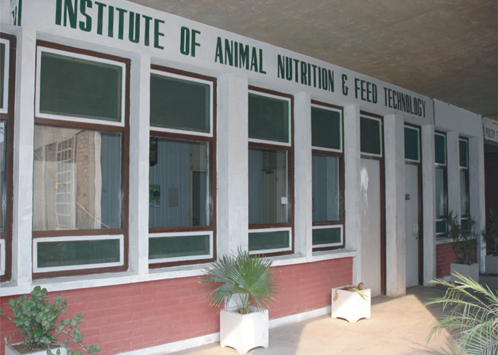 INSTITUTE OF ANIMAL NUTRITION & FEED TECHNOLOGY